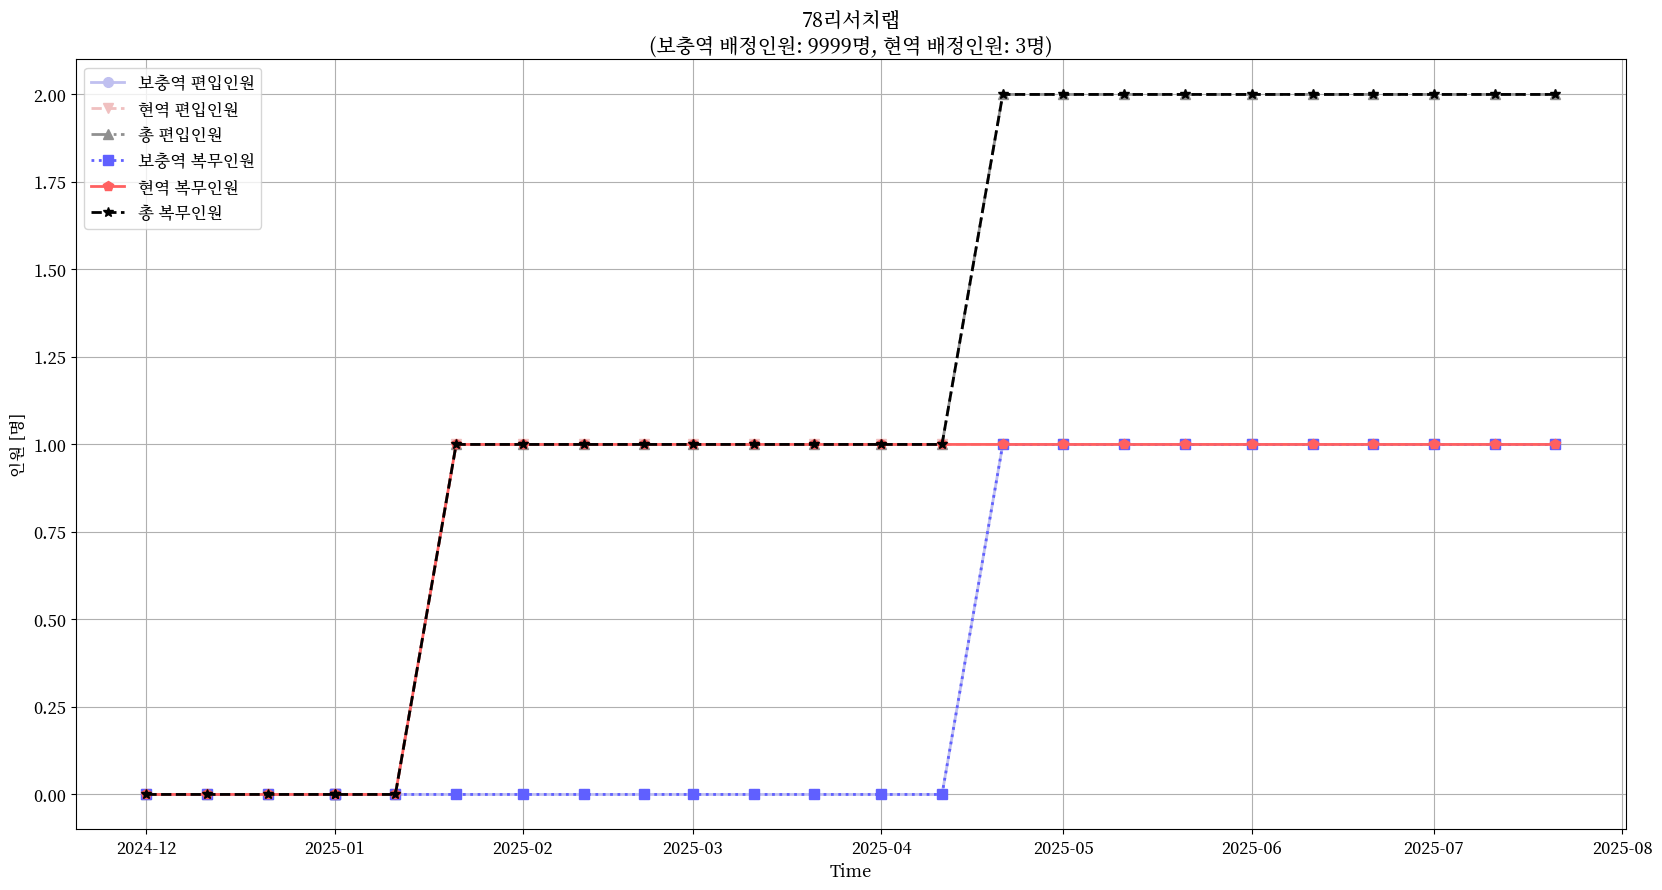 78리서치랩
(보충역 배정인원: 9999명, 현역 배정인원: 3명)
보충역 편입인원
현역 편입인원
총 편입인원
보충역 복무인원
현역 복무인원
총 복무인원
2.00
1.75
1.50
1.25
1.00
0.75
0.50
0.25
0.00
인원 [명]
2024-12
2025-01
2025-02
2025-03
2025-04
2025-05
2025-06
2025-07
2025-08
Time